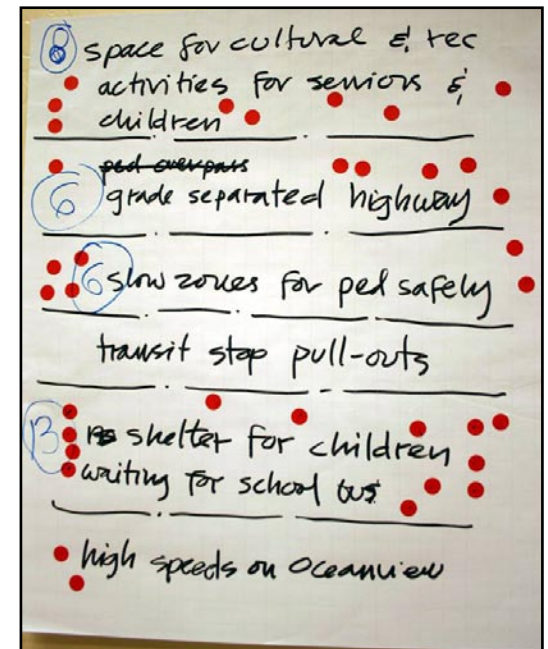 8 space for cultural & rec
activities for seniors &
children
ped overpass
6 grade separated highway
6 slow zones for ped safely
transit stop pull-outs
13 shelter for children
waiting for school bus
high speeds on Oceanview